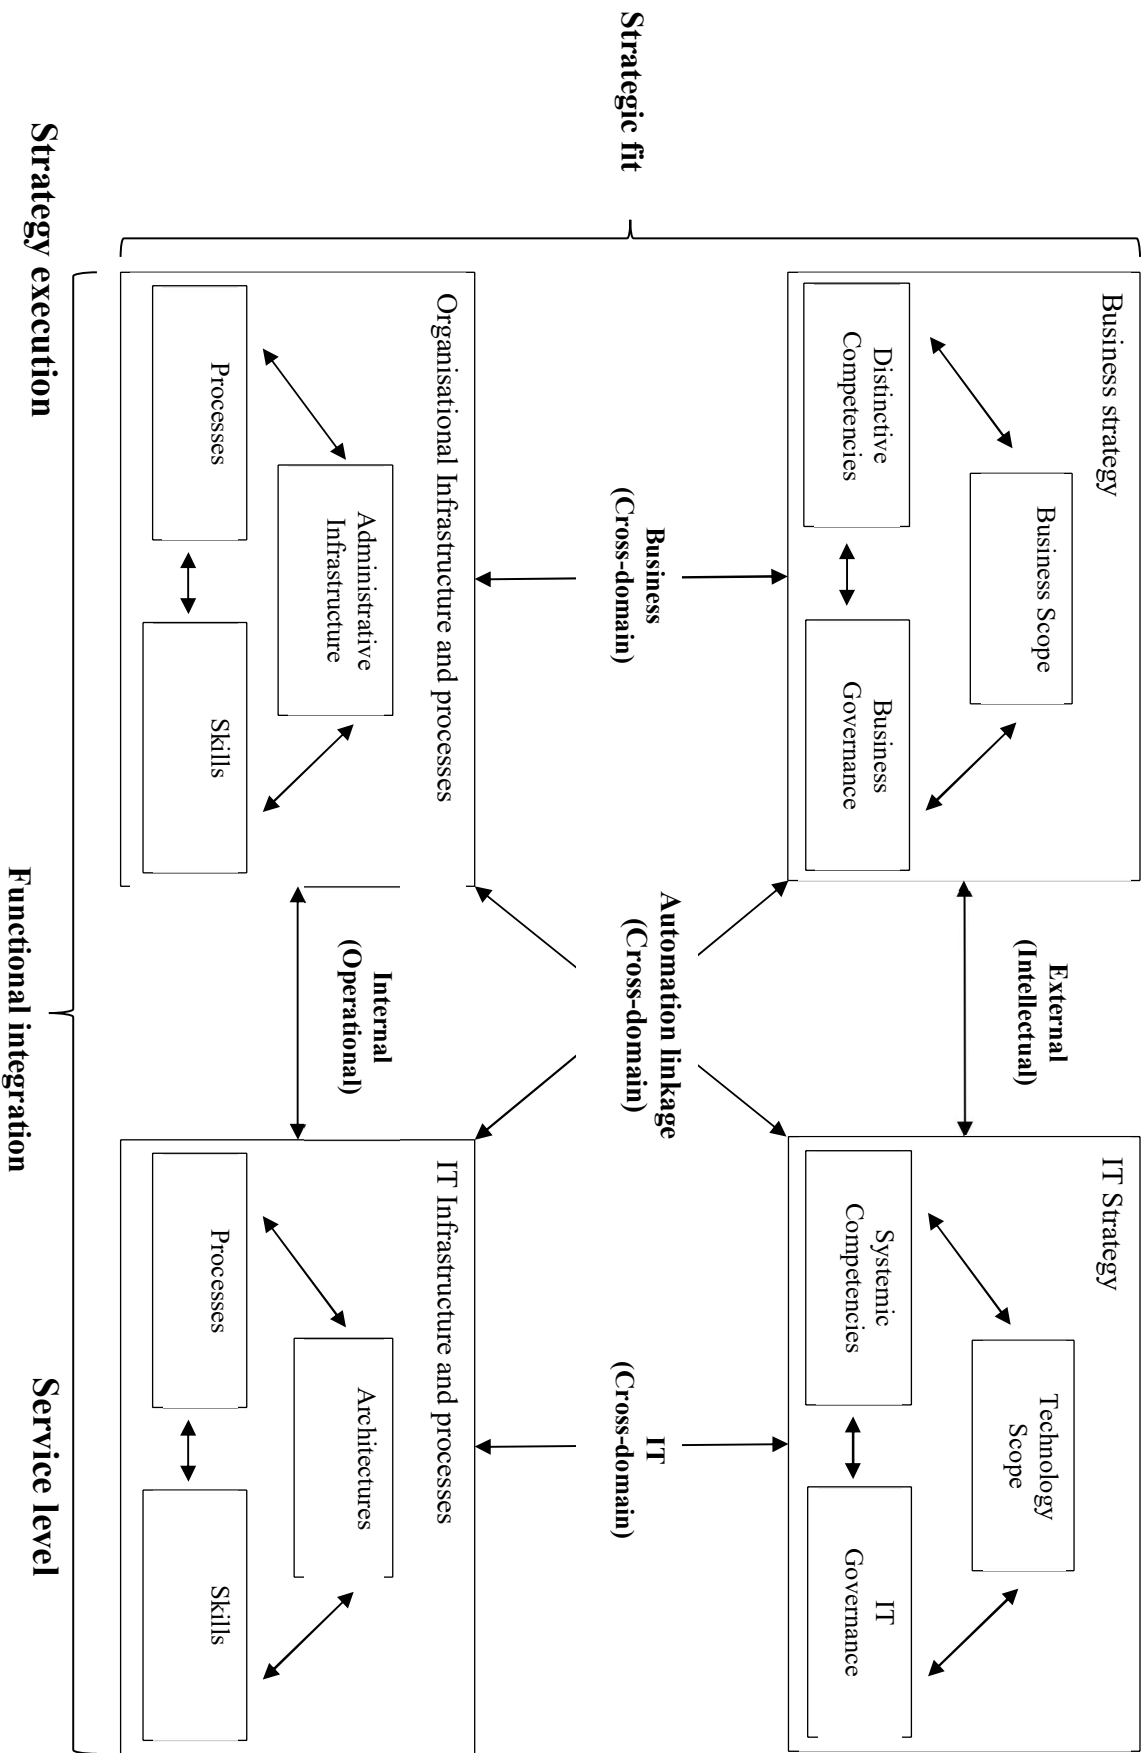 Business strategy
Business Scope
Distinctive
Competencies
Business
Governance
External
(Intellectual)
IT Strategy
Technology
Scope
Systemic
Competencies
IT
Governance
Strategic fit
Business
(Cross-domain)
Automation linkage
(Cross-domain)
IT
(Cross-domain)
Organisational Infrastructure and processes
Administrative
Infrastructure
Processes
Skills
Internal
(Operational)
IT Infrastructure and processes
Architectures
Processes
Skills
Strategy execution
Functional integration
Service level